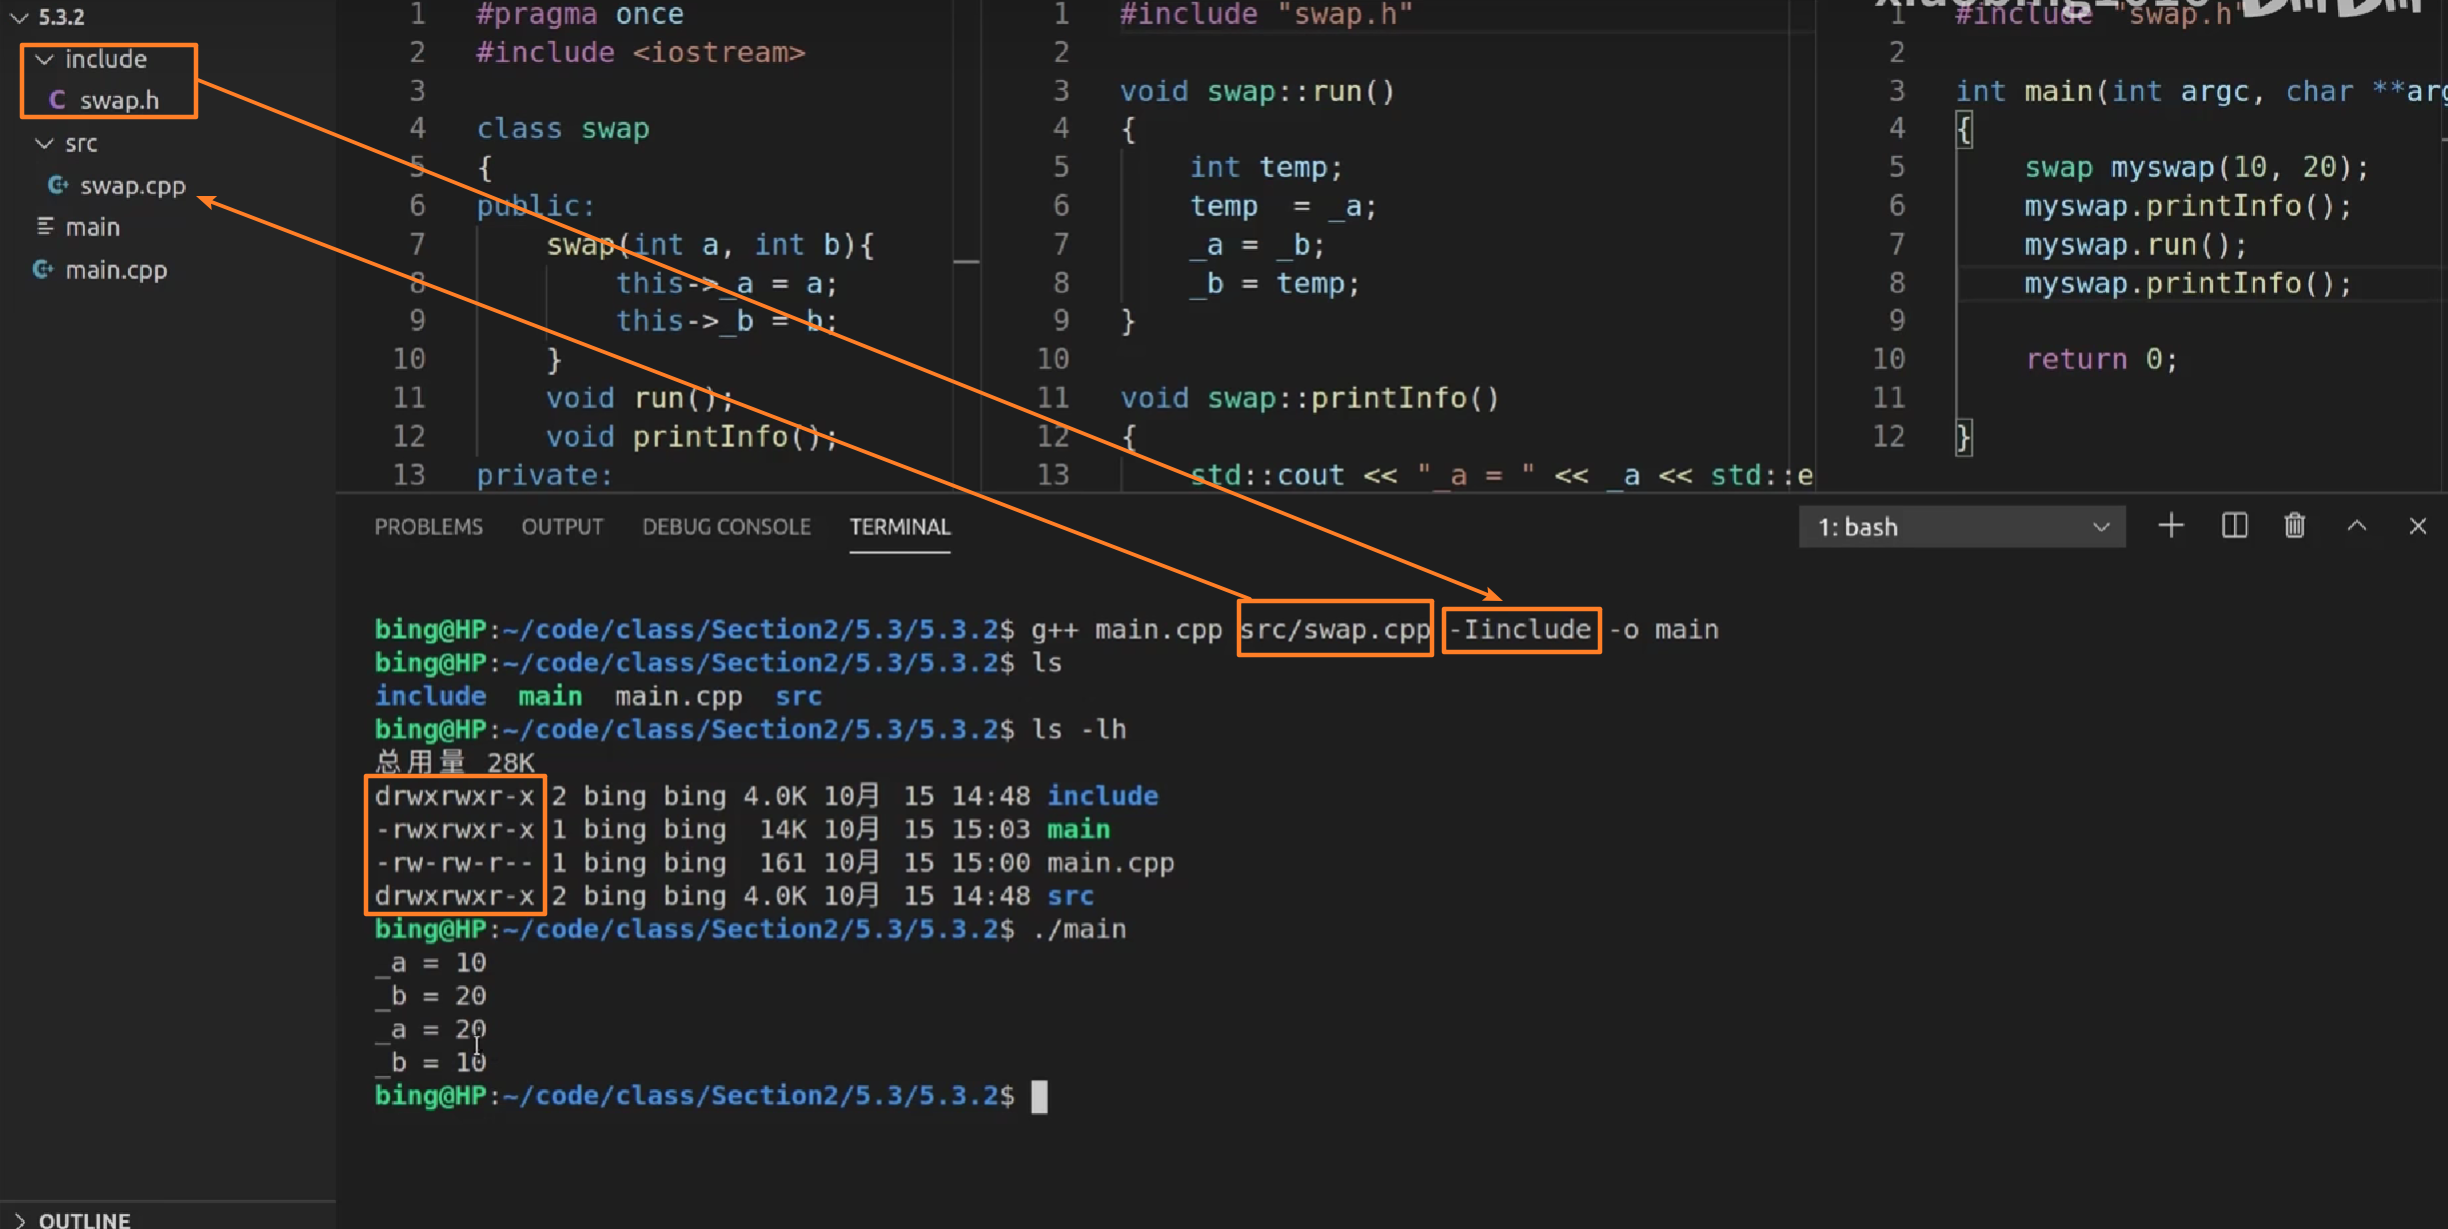 5.3.2
include
C swap.h
src
swap.cpp
main
main.cpp
OUTLINE
1 #pragma once
2 #include <iostream>
3
4 class swap
5 {
6 public:
7 swap(int a, int b){
8 this->_a = a;
9 this->_b = b;
10 }
11 void run();
12 void printInfo();
13 private:
1 #include "swap.h"
2
3 void swap::run()
4 {
5 int temp;
6 temp = _a;
7 _a = _b;
8 _b = temp;
9 }
10
11 void swap::printInfo()
12 {
13 std::cout << "_a = " << _a << std::e
1 #include "swap.h"
2
3 int main(int argc, char **arg
4 {
5 swap myswap(10, 20);
6 myswap.printInfo();
7 myswap.run();
8 myswap.printInfo();
9
10 return 0;
11
12 }
PROBLEMS OUTPUT DEBUG CONSOLE TERMINAL 1: bash
bing@HP:~/code/class/Section2/5.3/5.3.2$ g++ main.cpp src/swap.cpp -Iinclude -o main
bing@HP:~/code/class/Section2/5.3/5.3.2$ ls
include main main.cpp src
bing@HP:~/code/class/Section2/5.3/5.3.2$ ls -lh
总用量 28K
drwxrwxr-x 2 bing bing 4.0K 10月 15 14:48 include
-rwxrwxr-x 1 bing bing 14K 10月 15 15:03 main
-rw-rw-r-- 1 bing bing 161 10月 15 15:00 main.cpp
drwxrwxr-x 2 bing bing 4.0K 10月 15 14:48 src
bing@HP:~/code/class/Section2/5.3/5.3.2$ ./main
_a = 10
_b = 20
_a = 20
_b = 10
bing@HP:~/code/class/Section2/5.3/5.3.2$